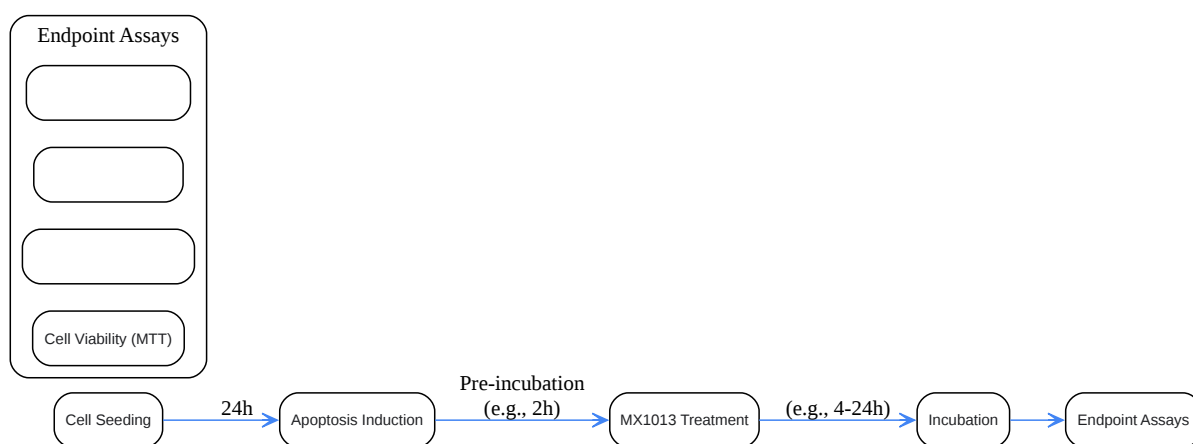 Endpoint Assays
Cell Viability (MTT)
Cell Seeding
24h
Apoptosis Induction
Pre-incubation
(e.g., 2h)
MX1013 Treatment
(e.g., 4-24h)
Incubation
Endpoint Assays